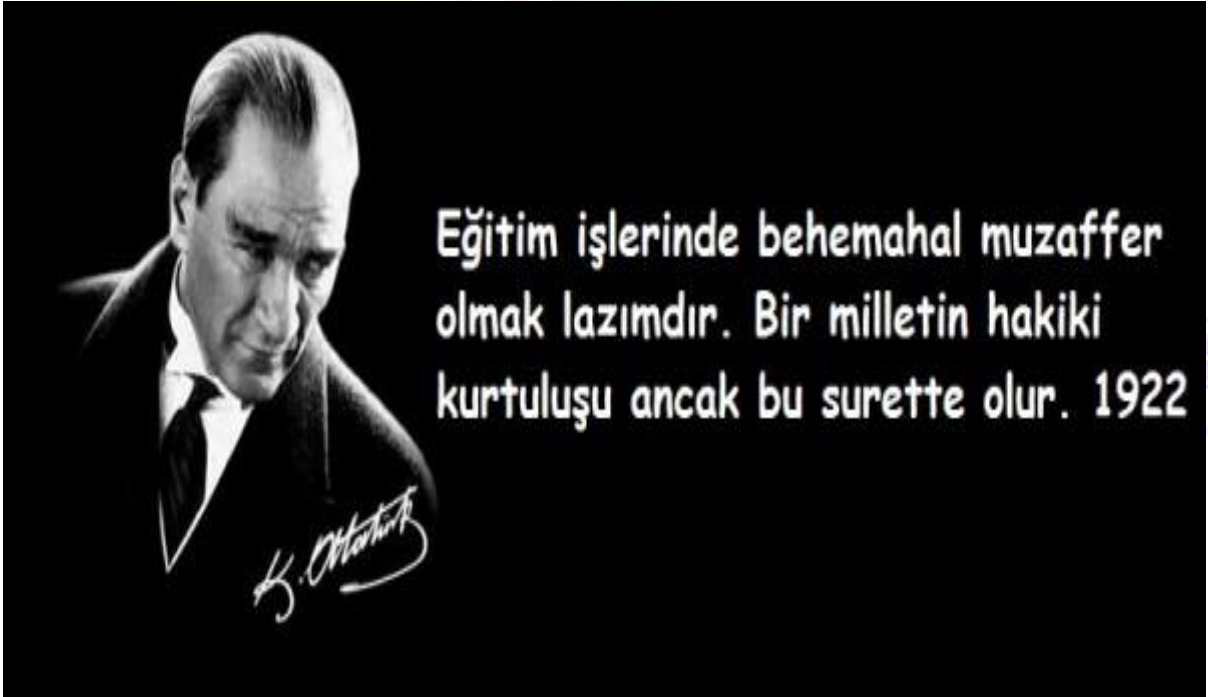 Eğitim işlerinde behemahal muzaffer
olmak lazımdır. Bir milletin hakiki
kurtuluşu ancak bu surette olur. 1922
K. Atatürk